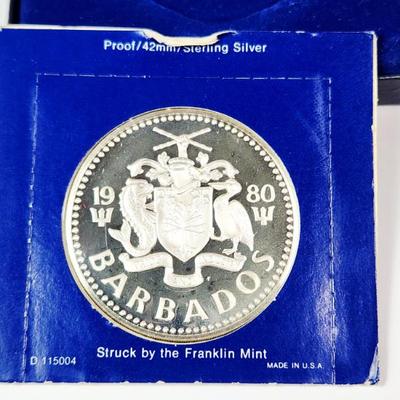 Proof/42mm/Sterling Silver
19 80
BARBADOS
Struck by the Franklin Mint
D 115004
MADE IN U.S.A.